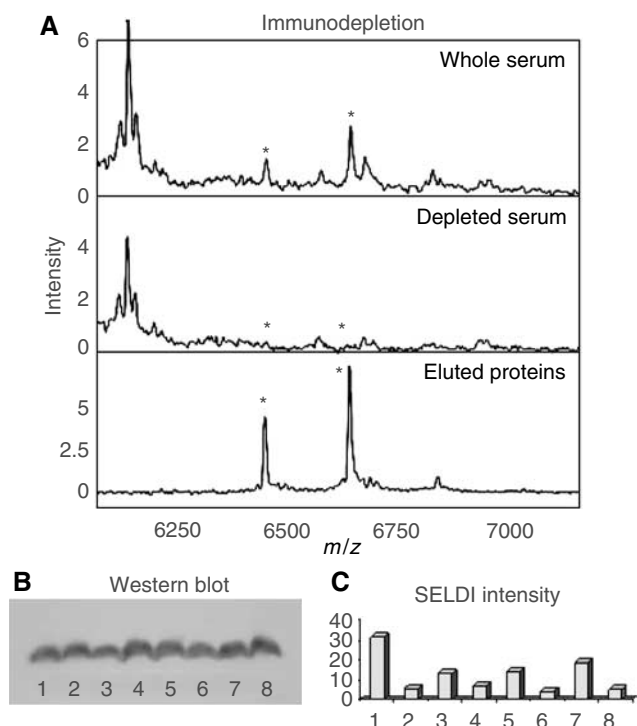 A
Immunodepletion
Whole serum
6
4
2
0
*
*
Depleted serum
4
2
0
*
*
Eluted proteins
5
2.5
0
*
*
Intensity
6250 6500 6750 7000
m/z
B
Western blot
1 2 3 4 5 6 7 8
C
SELDI intensity
40
30
20
10
0
1 2 3 4 5 6 7 8